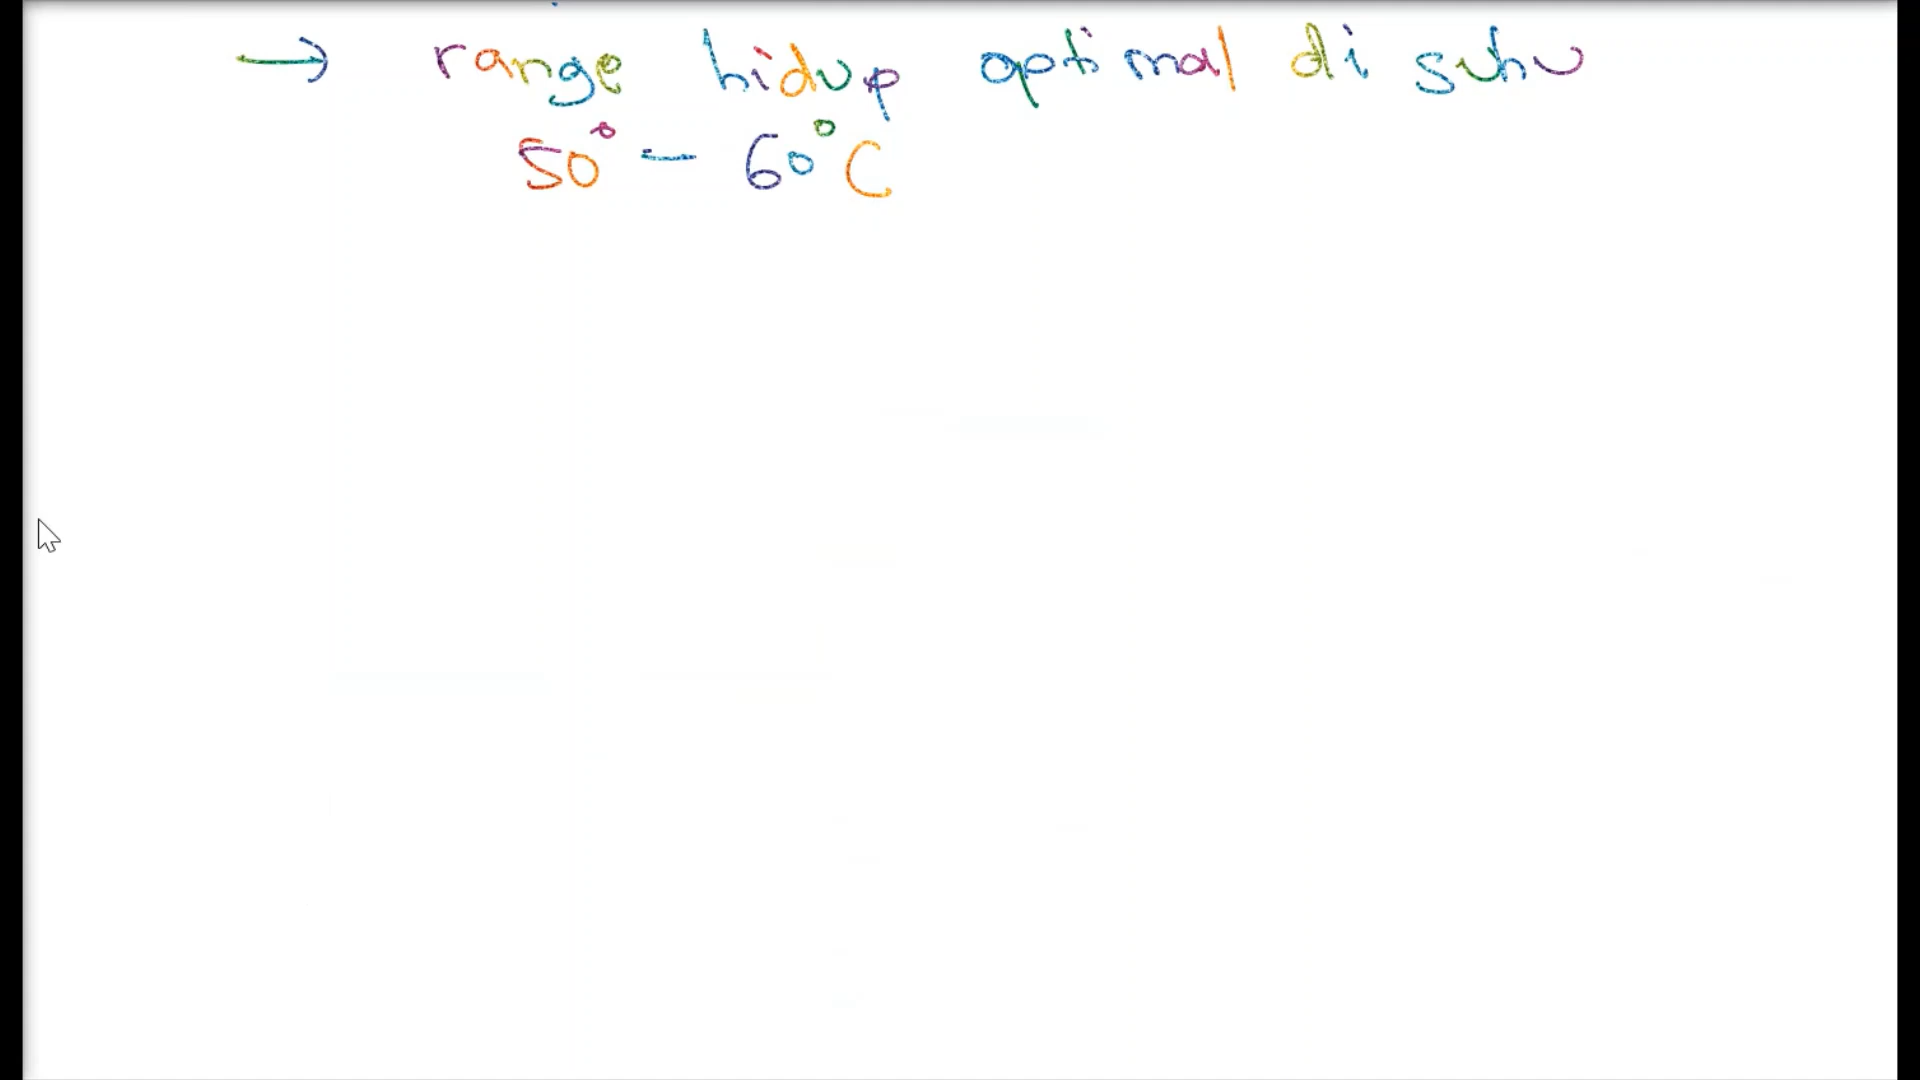 → range hidup optimal di suhu
50° - 60°C